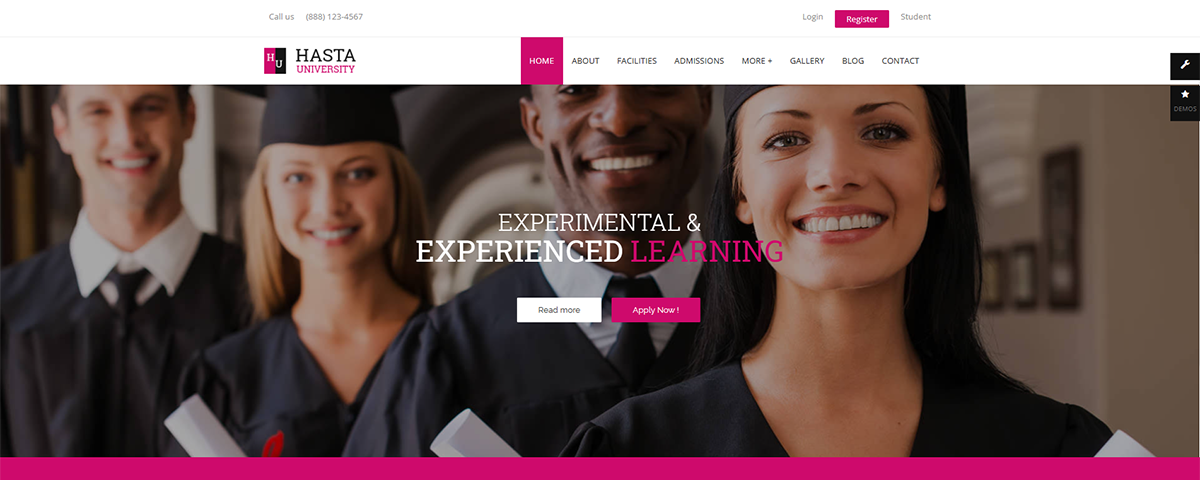 Call us (888) 123-4567
Login Register Student
HU
HASTA
UNIVERSITY
HOME ABOUT FACILITIES ADMISSIONS MORE + GALLERY BLOG CONTACT
DEMOS
EXPERIMENTAL &
EXPERIENCED LEARNING
Read more Apply Now !